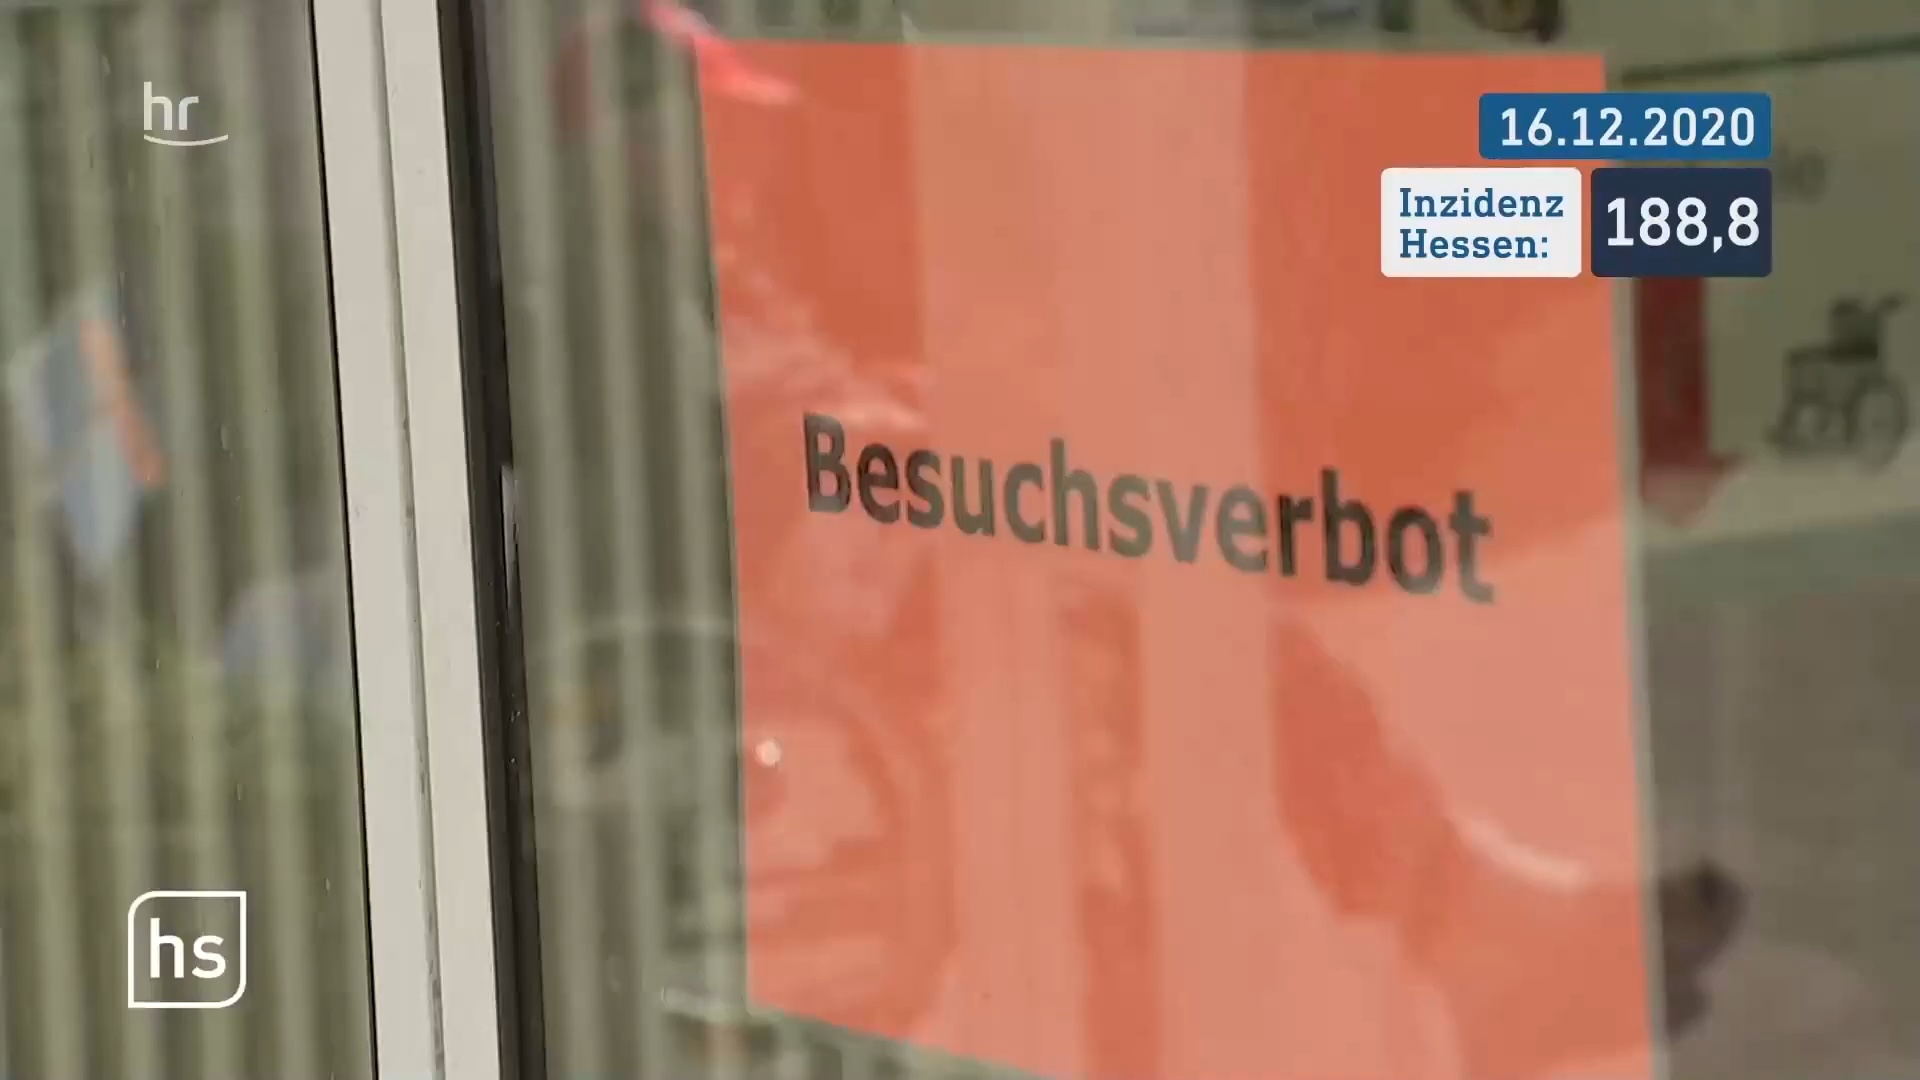 hr
16.12.2020
Inzidenz
Hessen:
188,8
Besuchsverbot
hs